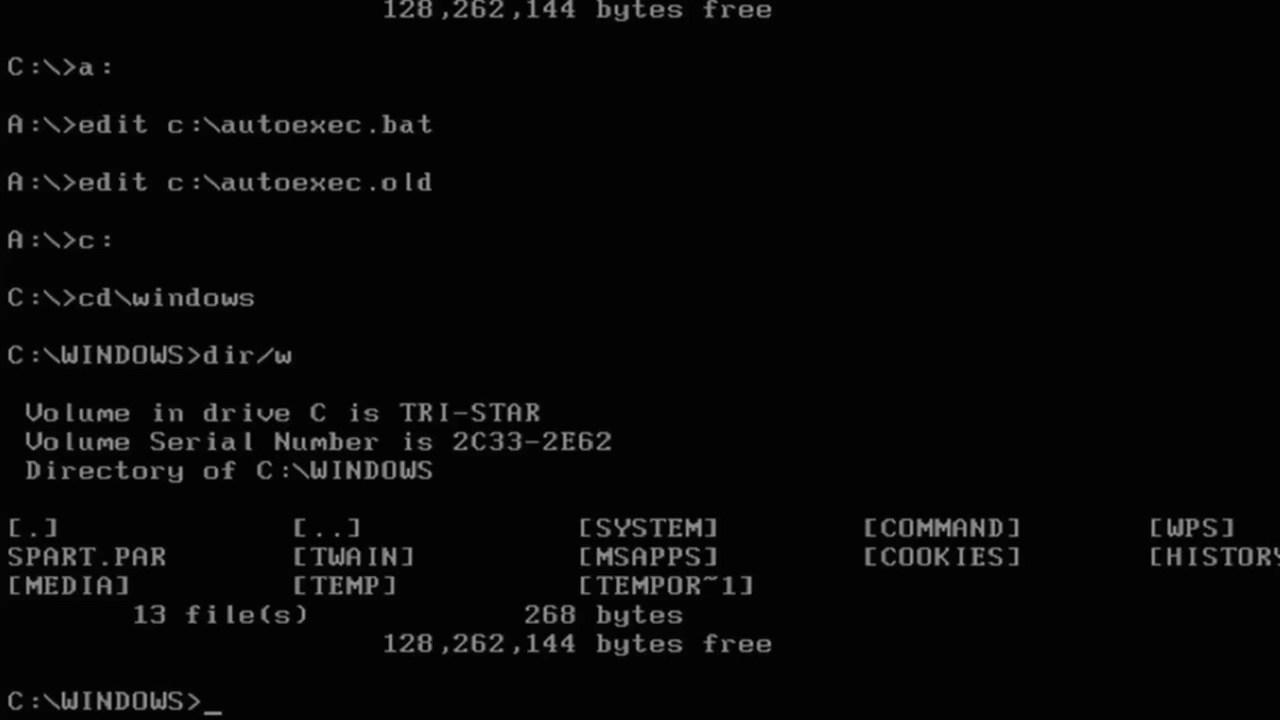 128,262,144 bytes free
C:\>a:
A:\>edit c:\autoexec.bat
A:\>edit c:\autoexec.old
A:\>c:
C:\>cd\windows
C:\WINDOWS>dir/w
Volume in drive C is TRI-STAR
Volume Serial Number is 2C33-2E62
Directory of C:\WINDOWS
[.] [..] [SYSTEM] [COMMAND] [WPS]
SPART.PAR [TWAIN] [MSAPPS] [COOKIES] [HISTORY
[MEDIA] [TEMP] [TEMPOR~1]
13 file(s) 268 bytes
128,262,144 bytes free
C:\WINDOWS>_